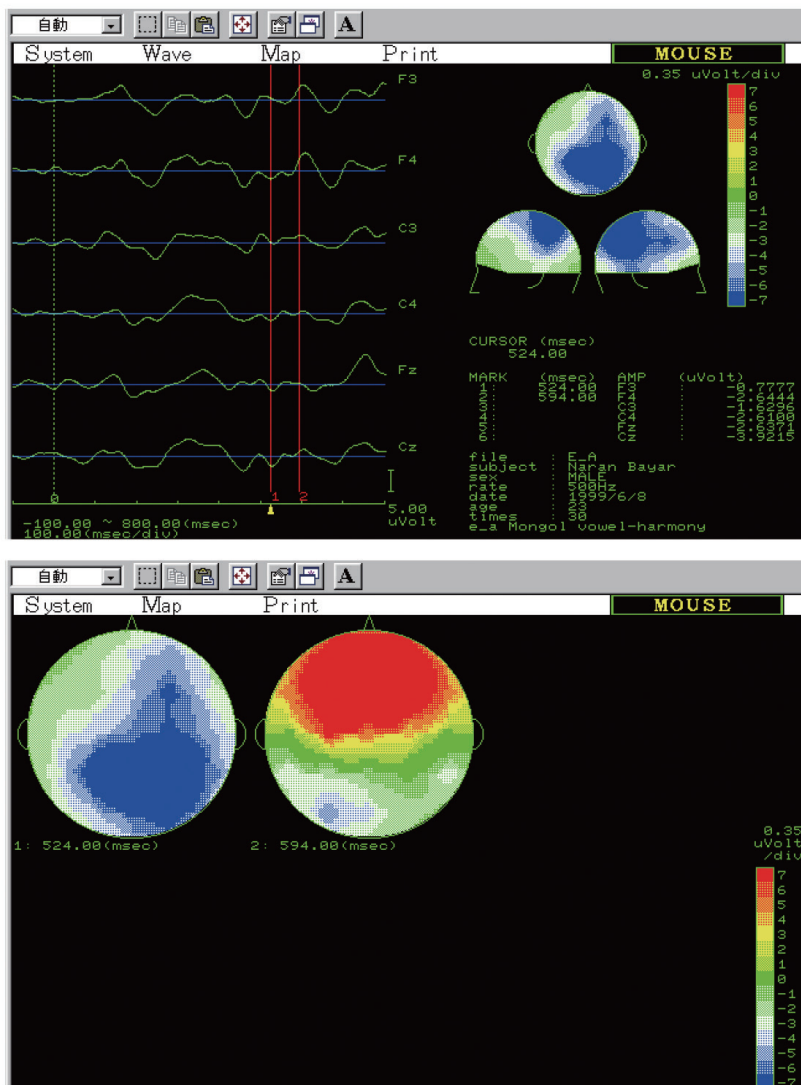 自動
A
System Wave Map Print MOUSE
0.35 uVolt/div
F3
F4
C3
C4
Fz
Cz
7
6
5
4
3
2
1
0
-1
-2
-3
-4
-5
-6
-7
CURSOR (msec)
524.00
MARK (msec) AMP (uVolt)
1: 524.00 F3 : -0.7777
2: 594.00 F4 : -2.6444
3: C3 : -1.6296
4: C4 : -2.6100
5: Fz : -2.6371
6: Cz : -3.9215
file : E_A
subject : Naran Bayar
sex : MALE
rate : 500Hz
date : 1999/6/8
age : 23
times : 30
e_a Mongol vowel-harmony
0 1 2
5.00
uVolt
-100.00 ~ 800.00(msec)
100.00(msec/div)
自動
A
System Map Print MOUSE
1: 524.00(msec) 2: 594.00(msec)
0.35
uVolt
/div
7
6
5
4
3
2
1
0
-1
-2
-3
-4
-5
-6
-7